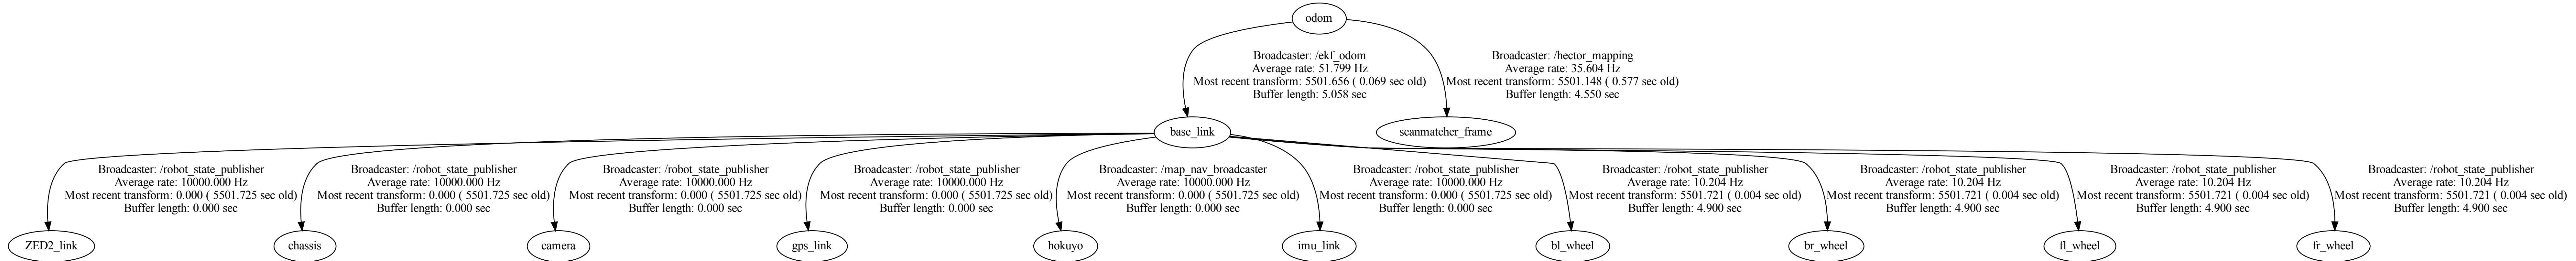 odom
Broadcaster: /ekf_odom
Average rate: 51.799 Hz
Most recent transform: 5501.656 ( 0.069 sec old)
Buffer length: 5.058 sec
Broadcaster: /hector_mapping
Average rate: 35.604 Hz
Most recent transform: 5501.148 ( 0.577 sec old)
Buffer length: 4.550 sec
base_link
scanmatcher_frame
Broadcaster: /robot_state_publisher
Average rate: 10000.000 Hz
Most recent transform: 0.000 ( 5501.725 sec old)
Buffer length: 0.000 sec
Broadcaster: /robot_state_publisher
Average rate: 10000.000 Hz
Most recent transform: 0.000 ( 5501.725 sec old)
Buffer length: 0.000 sec
Broadcaster: /robot_state_publisher
Average rate: 10000.000 Hz
Most recent transform: 0.000 ( 5501.725 sec old)
Buffer length: 0.000 sec
Broadcaster: /robot_state_publisher
Average rate: 10000.000 Hz
Most recent transform: 0.000 ( 5501.725 sec old)
Buffer length: 0.000 sec
Broadcaster: /map_nav_broadcaster
Average rate: 10000.000 Hz
Most recent transform: 0.000 ( 5501.725 sec old)
Buffer length: 0.000 sec
Broadcaster: /robot_state_publisher
Average rate: 10000.000 Hz
Most recent transform: 0.000 ( 5501.725 sec old)
Buffer length: 0.000 sec
Broadcaster: /robot_state_publisher
Average rate: 10.204 Hz
Most recent transform: 5501.721 ( 0.004 sec old)
Buffer length: 4.900 sec
Broadcaster: /robot_state_publisher
Average rate: 10.204 Hz
Most recent transform: 5501.721 ( 0.004 sec old)
Buffer length: 4.900 sec
Broadcaster: /robot_state_publisher
Average rate: 10.204 Hz
Most recent transform: 5501.721 ( 0.004 sec old)
Buffer length: 4.900 sec
Broadcaster: /robot_state_publisher
Average rate: 10.204 Hz
Most recent transform: 5501.721 ( 0.004 sec old)
Buffer length: 4.900 sec
ZED2_link
chassis
camera
gps_link
hokuyo
imu_link
bl_wheel
br_wheel
fl_wheel
fr_wheel